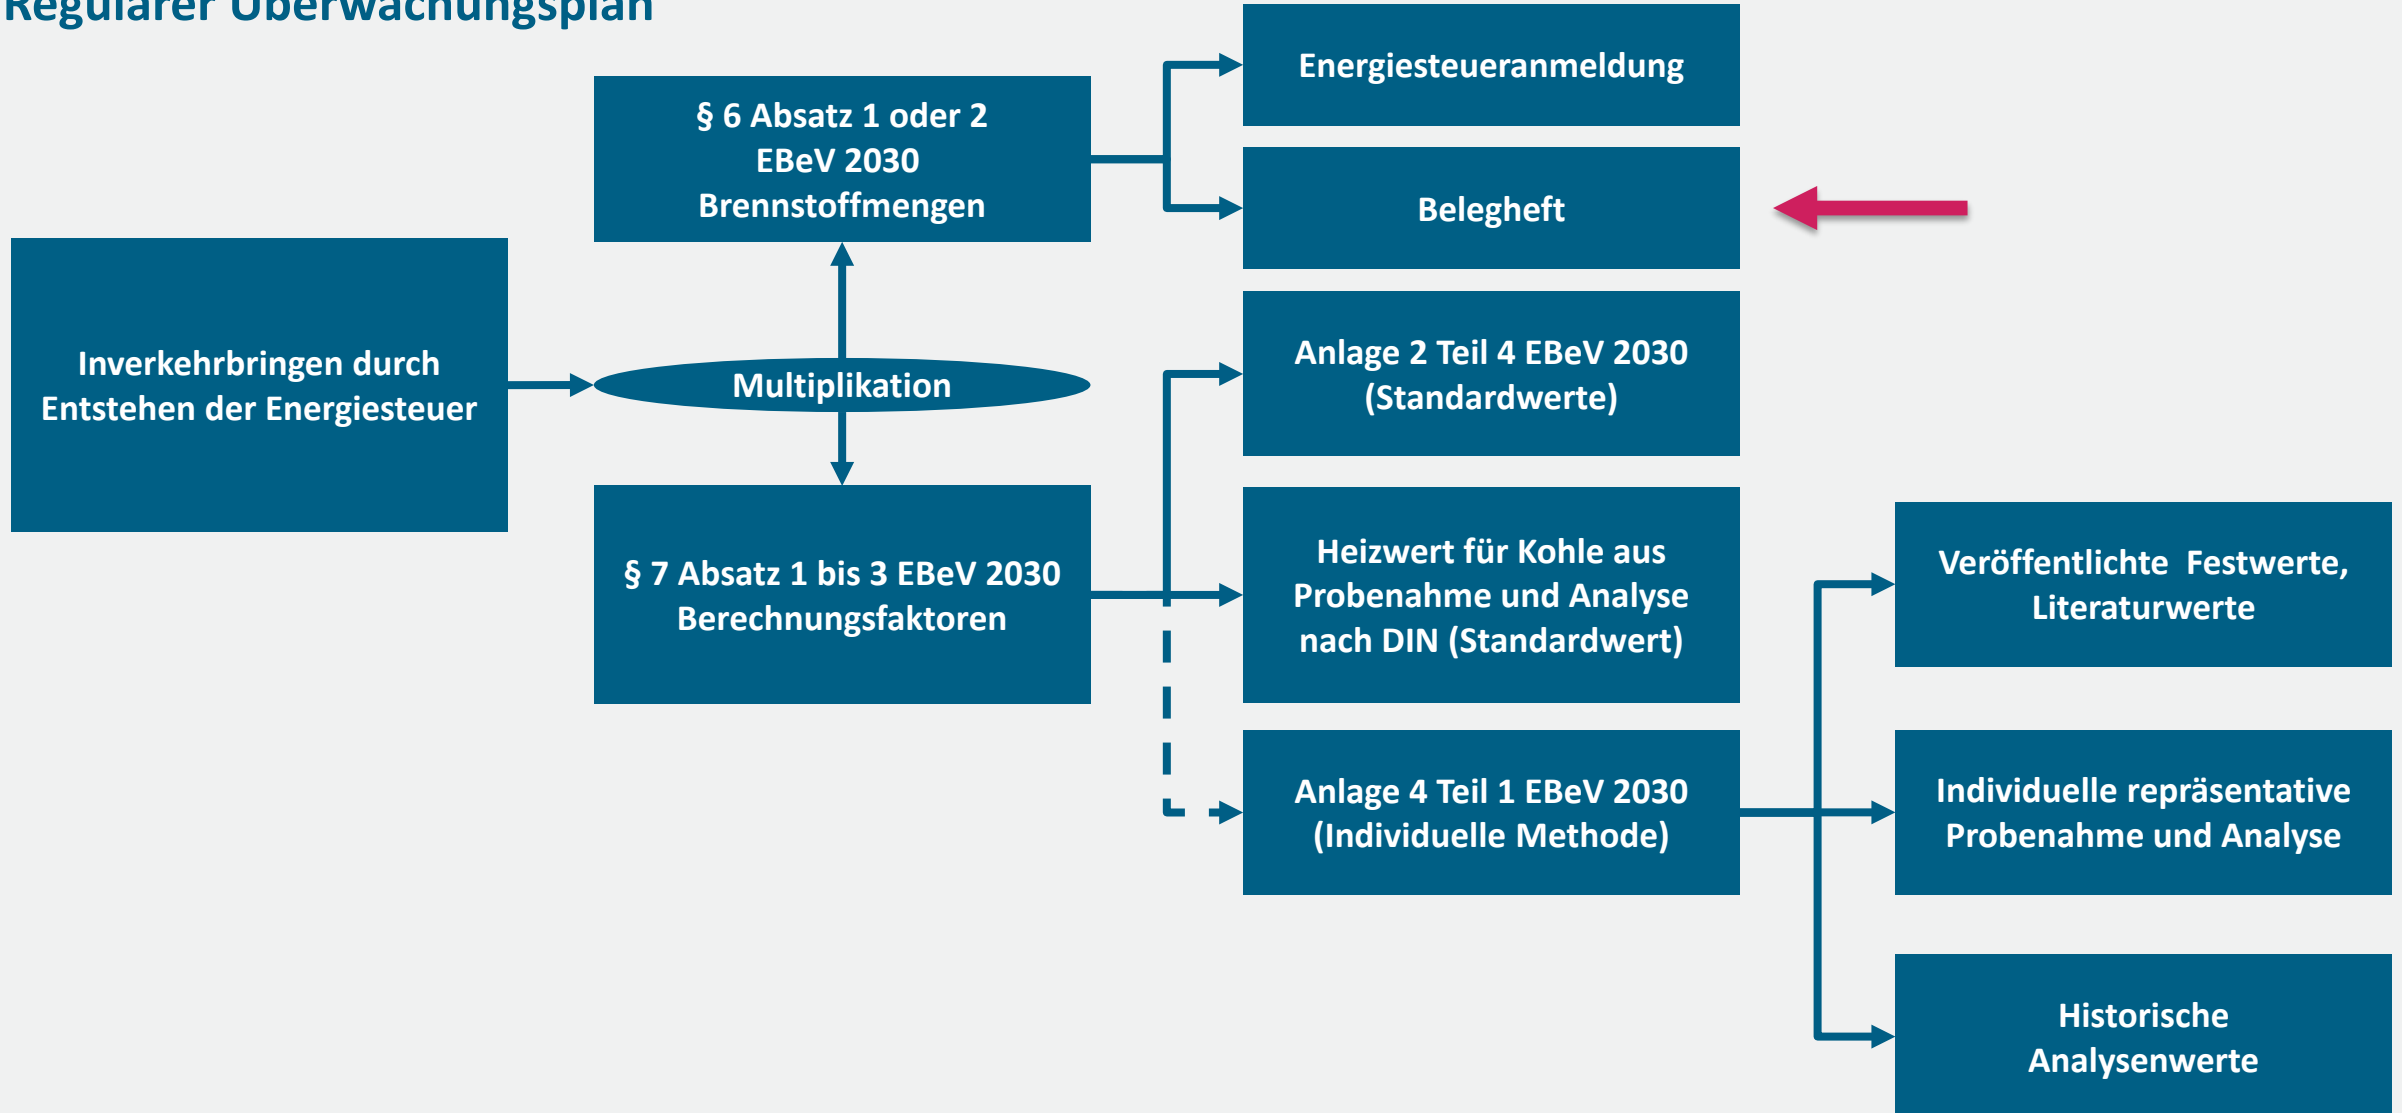 Regulärer Überwachungsplan
Energiesteueranmeldung
§ 6 Absatz 1 oder 2
EBeV 2030
Brennstoffmengen
Belegheft
Inverkehrbringen durch
Entstehen der Energiesteuer
Multiplikation
Anlage 2 Teil 4 EBeV 2030
(Standardwerte)
§ 7 Absatz 1 bis 3 EBeV 2030
Berechnungsfaktoren
Heizwert für Kohle aus
Probenahme und Analyse
nach DIN (Standardwert)
Veröffentlichte  Festwerte,
Literaturwerte
Anlage 4 Teil 1 EBeV 2030
(Individuelle Methode)
Individuelle repräsentative
Probenahme und Analyse
Historische
Analysenwerte